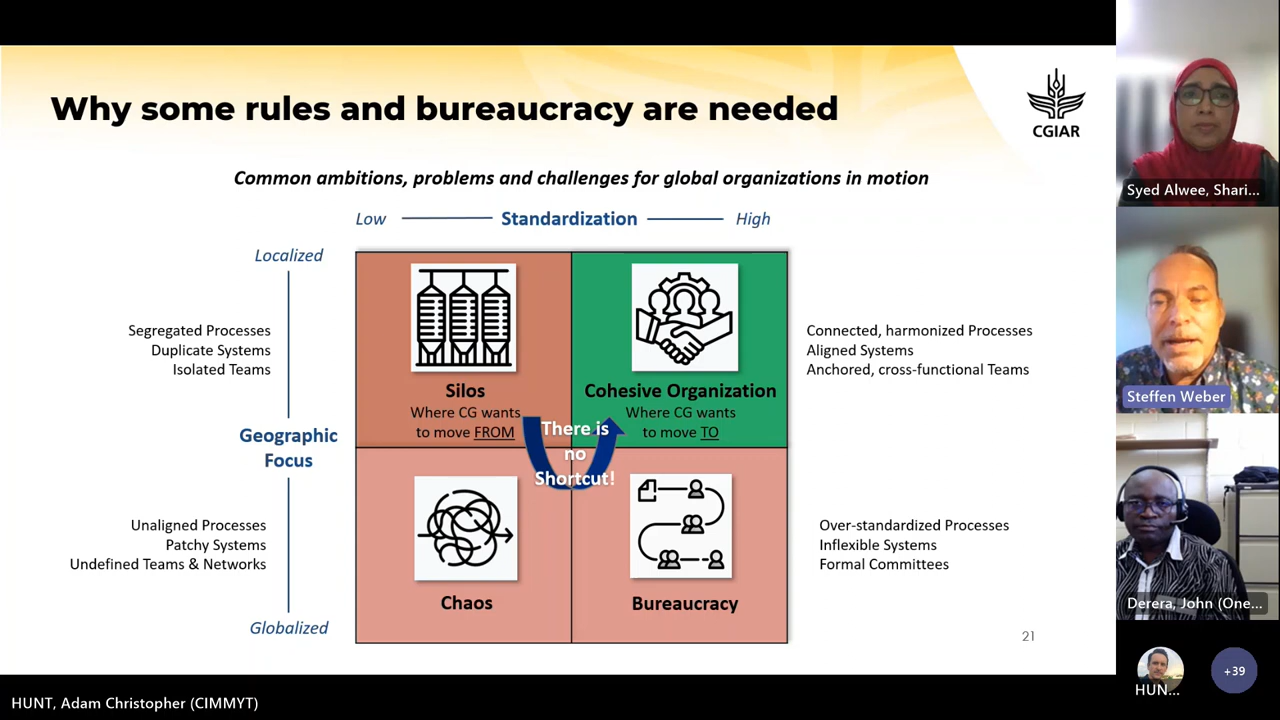 Why some rules and bureaucracy are needed
CGIAR
Common ambitions, problems and challenges for global organizations in motion
Low
Standardization
High
Localized
Segregated Processes
Duplicate Systems
Isolated Teams
Geographic
Focus
Unaligned Processes
Patchy Systems
Undefined Teams & Networks
Globalized
Silos
Where CG wants
to move FROM
Cohesive Organization
Where CG wants
to move TO
There is
no
Shortcut!
Chaos
Bureaucracy
Connected, harmonized Processes
Aligned Systems
Anchored, cross-functional Teams
Over-standardized Processes
Inflexible Systems
Formal Committees
21
Syed Alwee, Shari...
Steffen Weber
Derera, John (One...
HUN...
+39
HUNT, Adam Christopher (CIMMYT)